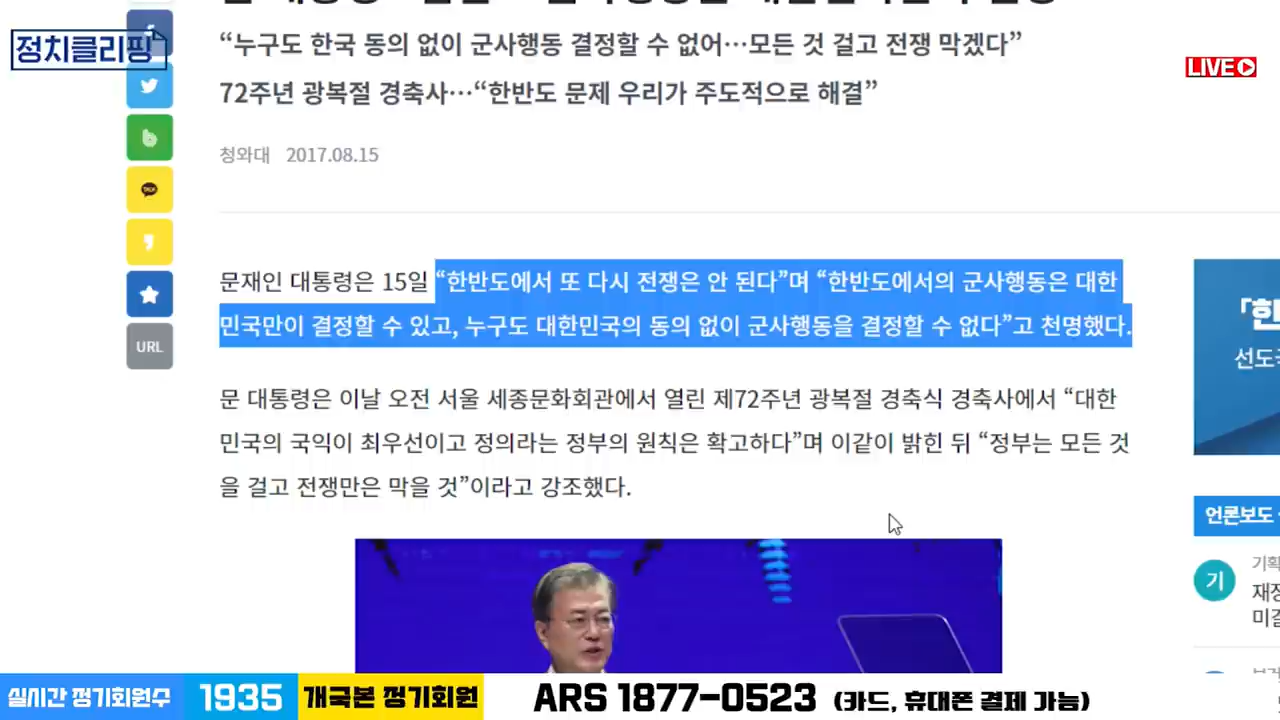 정치클리핑
LIVE
“누구도 한국 동의 없이 군사행동 결정할 수 없어…모든 것 걸고 전쟁 막겠다”
72주년 광복절 경축사…“한반도 문제 우리가 주도적으로 해결”
청와대 2017.08.15
TALK
URL
문재인 대통령은 15일 “한반도에서 또 다시 전쟁은 안 된다”며 “한반도에서의 군사행동은 대한
민국만이 결정할 수 있고, 누구도 대한민국의 동의 없이 군사행동을 결정할 수 없다”고 천명했다.
문 대통령은 이날 오전 서울 세종문화회관에서 열린 제72주년 광복절 경축식 경축사에서 “대한
민국의 국익이 최우선이고 정의라는 정부의 원칙은 확고하다”며 이같이 밝힌 뒤 “정부는 모든 것
을 걸고 전쟁만은 막을 것”이라고 강조했다.
「한
선도
언론보도
기
기획
재정
미길
실시간 정기회원수 1935 개국본 정기회원 ARS 1877-0523 (카드, 휴대폰 결제 가능)